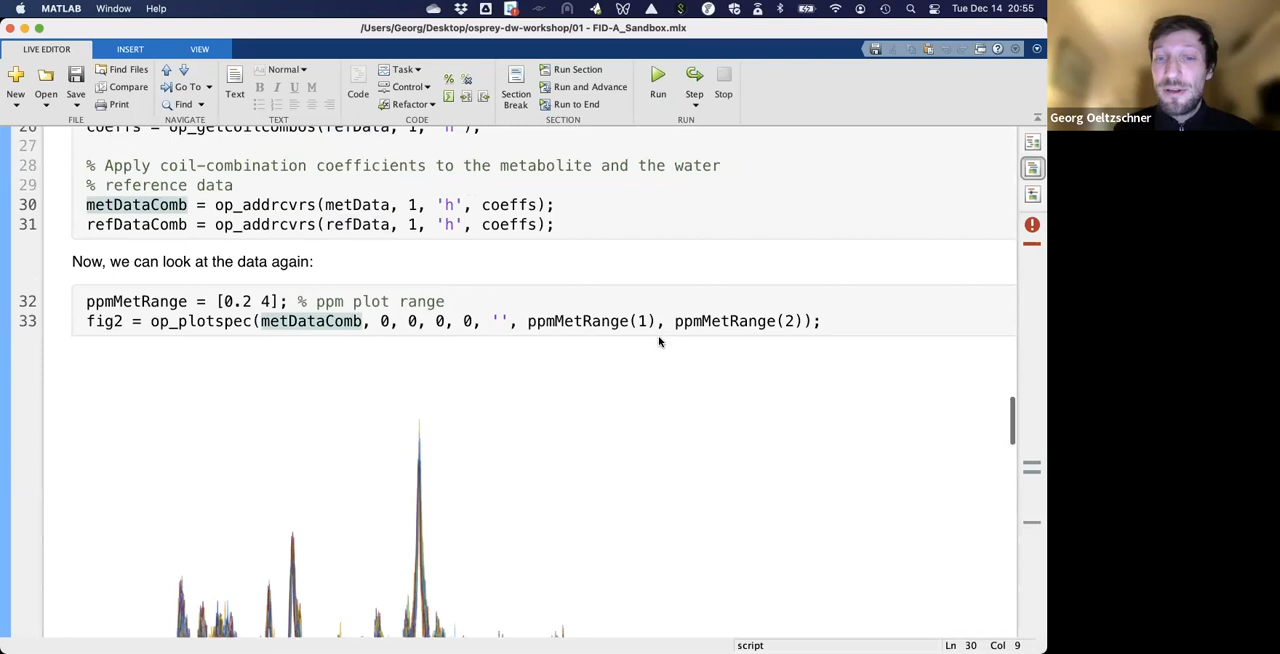 MATLAB Window Help Tue Dec 14 20:55
/Users/Georg/Desktop/osprey-dw-workshop/01 - FID-A_Sandbox.mlx
LIVE EDITOR INSERT VIEW
New Open Save Find Files Compare Print Go To Find Text Normal B I U M Code Task Control Refactor Section Break Run Section Run and Advance Run to End Run Step Stop
FILE NAVIGATE TEXT CODE SECTION RUN
Georg Oeltzschner
26 coeffs = op_getcoilcombos(refData, 1, 'h');
27
28 % Apply coil-combination coefficients to the metabolite and the water
29 % reference data
30 metDataComb = op_addrcvrs(metData, 1, 'h', coeffs);
31 refDataComb = op_addrcvrs(refData, 1, 'h', coeffs);
Now, we can look at the data again:
32 ppmMetRange = [0.2 4]; % ppm plot range
33 fig2 = op_plotspec(metDataComb, 0, 0, 0, 0, '', ppmMetRange(1), ppmMetRange(2));
script Ln 30 Col 9